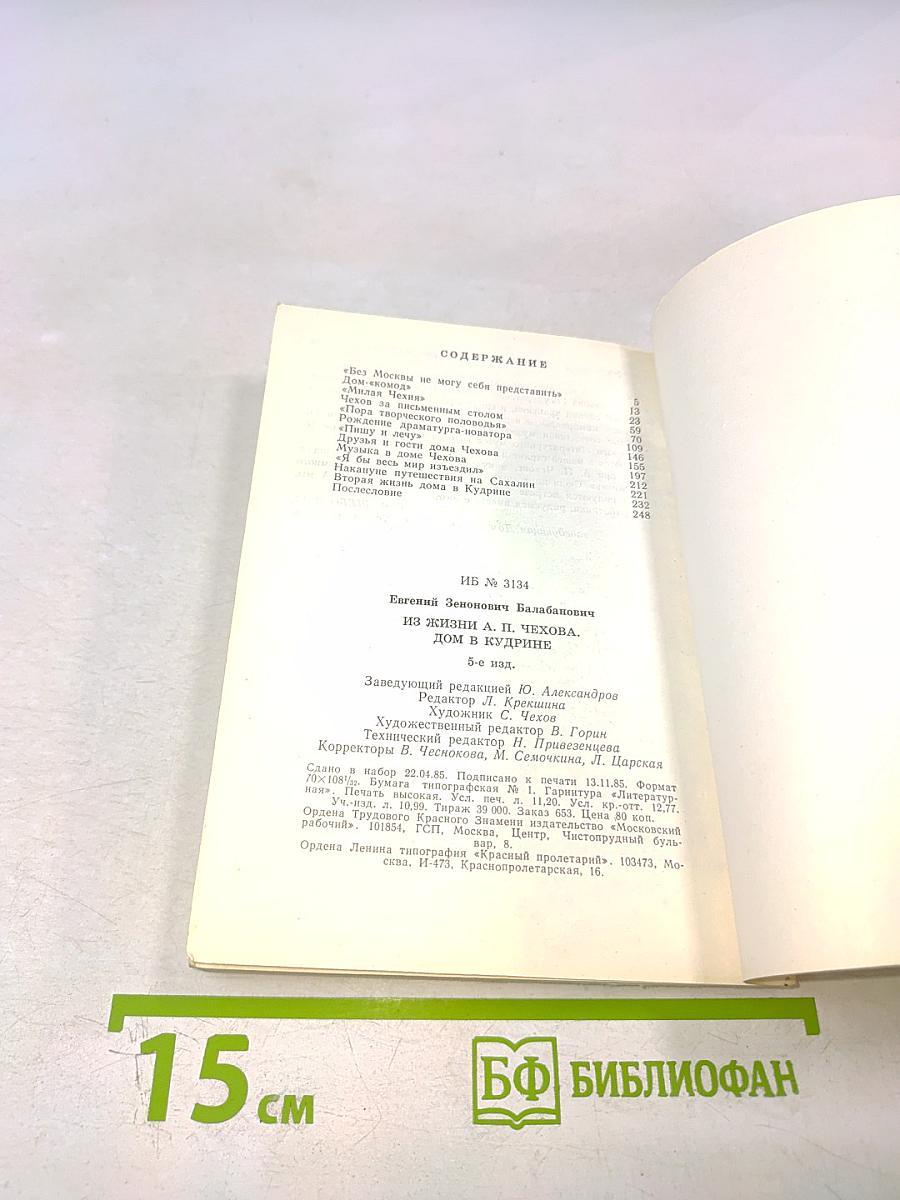 СОДЕРЖАНИЕ
«Без Москвы не могу себя представить» 5
Дом-«комод» 13
«Милая Чехия» 23
Чехов за письменным столом 59
«Пора творческого половодья» 70
Рождение драматурга-новатора 109
«Пишу и лечу» 146
Друзья и гости дома Чехова 155
Музыка в доме Чехова 197
«Я бы весь мир изъездил» 212
Накануне путешествия на Сахалин 221
Вторая жизнь дома в Кудрине 232
Послесловие 248
ИБ № 3134
Евгений Зенонович Балабанович
ИЗ ЖИЗНИ А. П. ЧЕХОВА.
ДОМ В КУДРИНЕ
5-е изд.
Заведующий редакцией Ю. Александров
Редактор Л. Крекшина
Художник С. Чехов
Художественный редактор В. Горин
Технический редактор Н. Привезенцева
Корректоры В. Чеснокова, М. Семочкина, Л. Царская
Сдано в набор 22.04.85. Подписано к печати 13.11.85. Формат
70×108¹/₃₂. Бумага типографская № 1. Гарнитура «Литератур-
ная». Печать высокая. Усл. печ. л. 11,20. Усл. кр.-отт. 12,77.
Уч.-изд. л. 10,99. Тираж 39 000. Заказ 653. Цена 80 коп.
Ордена Трудового Красного Знамени издательство «Московский
рабочий». 101854, ГСП, Москва, Центр, Чистопрудный буль-
вар, 8.
Ордена Ленина типография «Красный пролетарий». 103473, Мо-
сква, И-473, Краснопролетарская, 16.
15 см
БФ БИБЛИОФАН